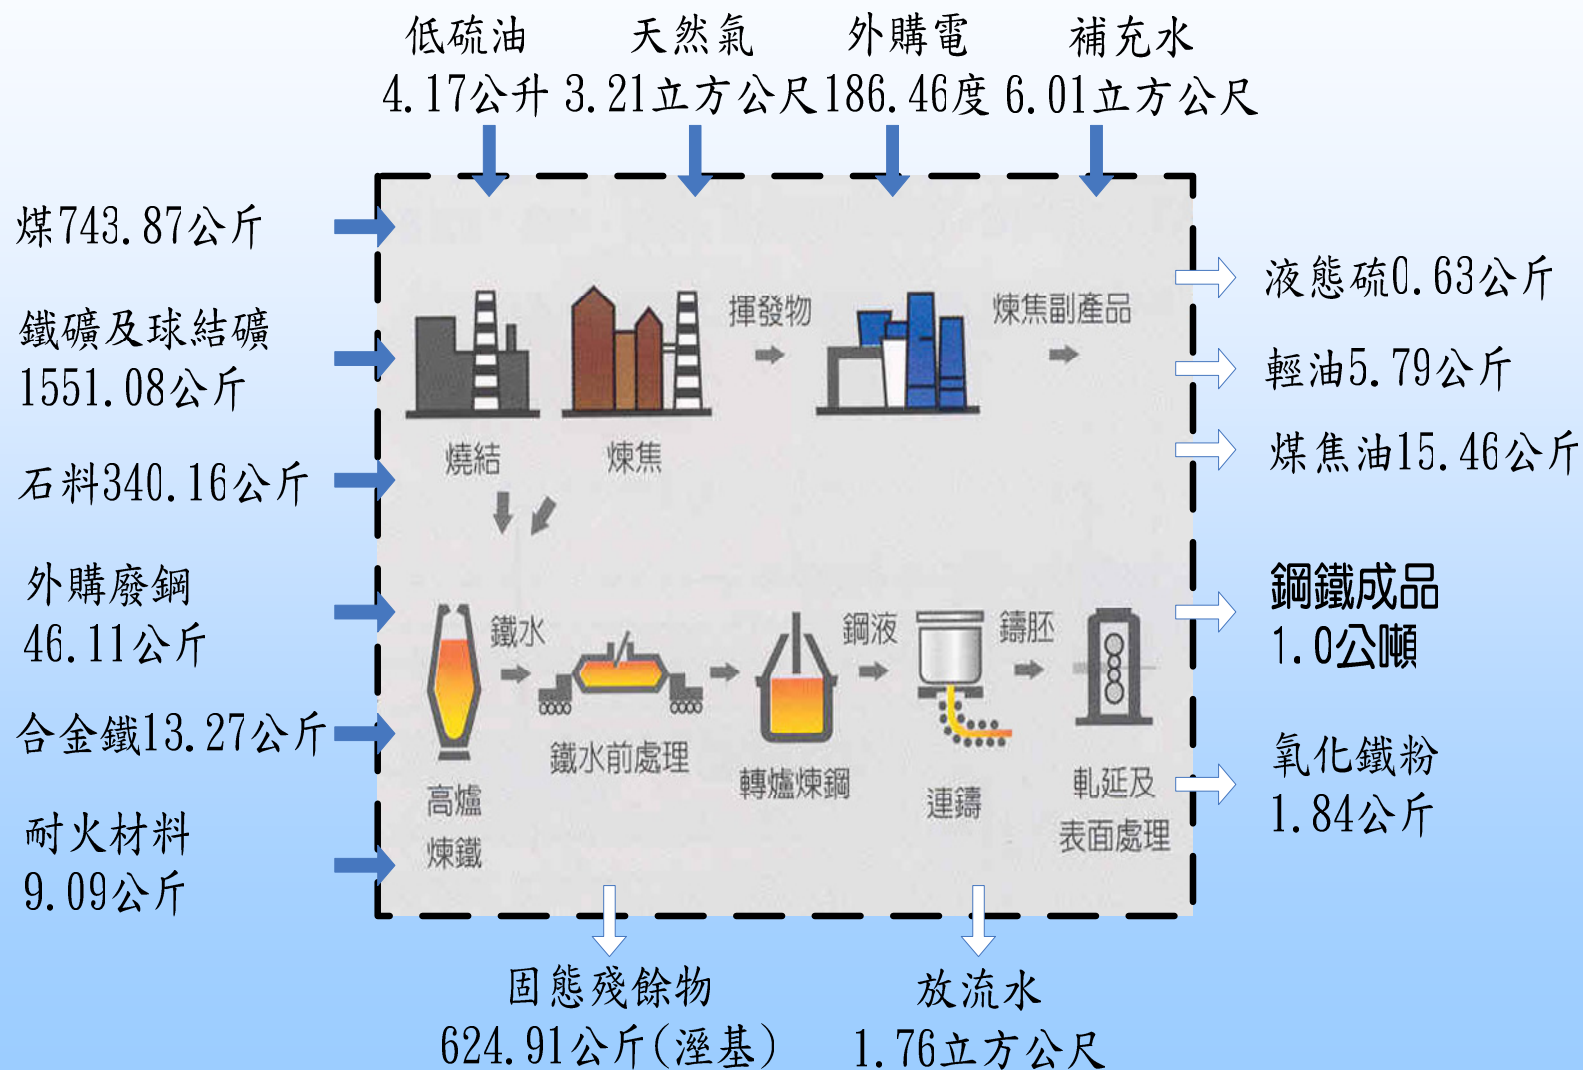 低硫油
4.17公升
天然氣
3.21立方公尺
外購電
186.46度
補充水
6.01立方公尺
煤743.87公斤
鐵礦及球結礦
1551.08公斤
石料340.16公斤
外購廢鋼
46.11公斤
合金鐵13.27公斤
耐火材料
9.09公斤
燒結
煉焦
揮發物
煉焦副產品
鐵水
鋼液
鑄胚
高爐
煉鐵
鐵水前處理
轉爐煉鋼
連鑄
軋延及
表面處理
液態硫0.63公斤
輕油5.79公斤
煤焦油15.46公斤
鋼鐵成品
1.0公噸
氧化鐵粉
1.84公斤
固態殘餘物
624.91公斤(溼基)
放流水
1.76立方公尺